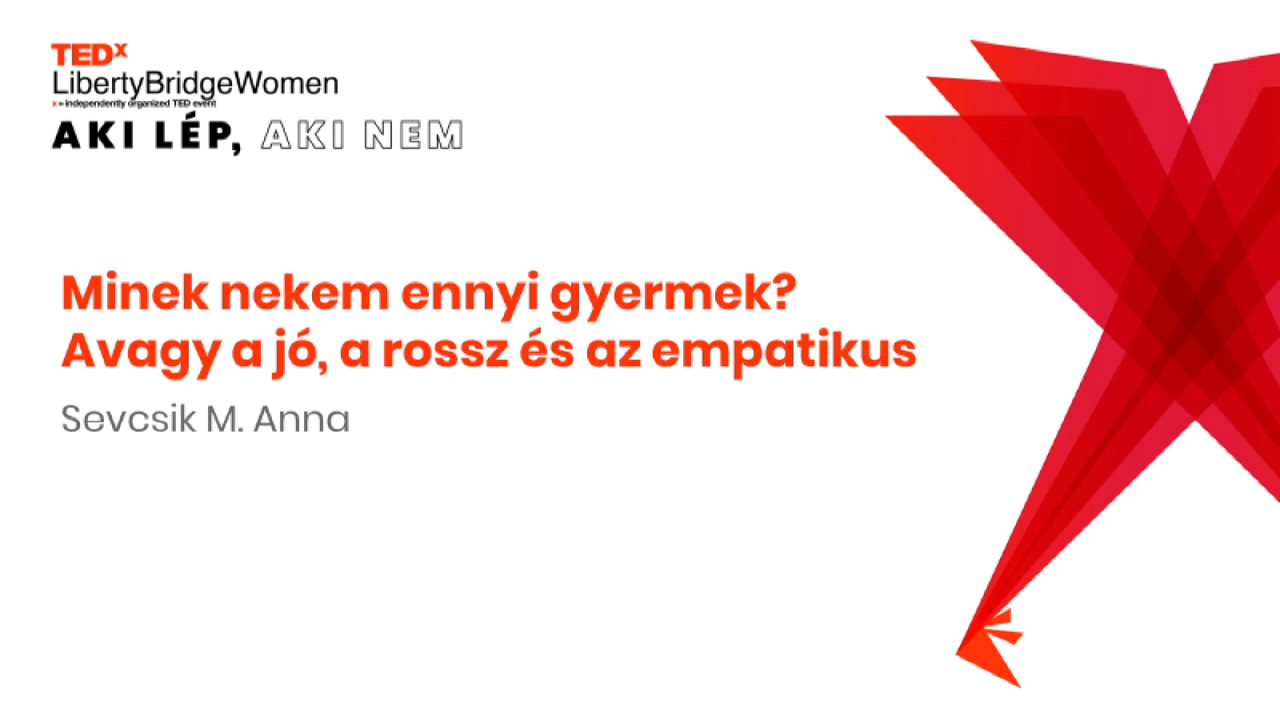 TEDx
LibertyBridgeWomen
x = independently organized TED event
AKI LÉP, AKI NEM
Minek nekem ennyi gyermek?
Avagy a jó, a rossz és az empatikus
Sevcsik M. Anna